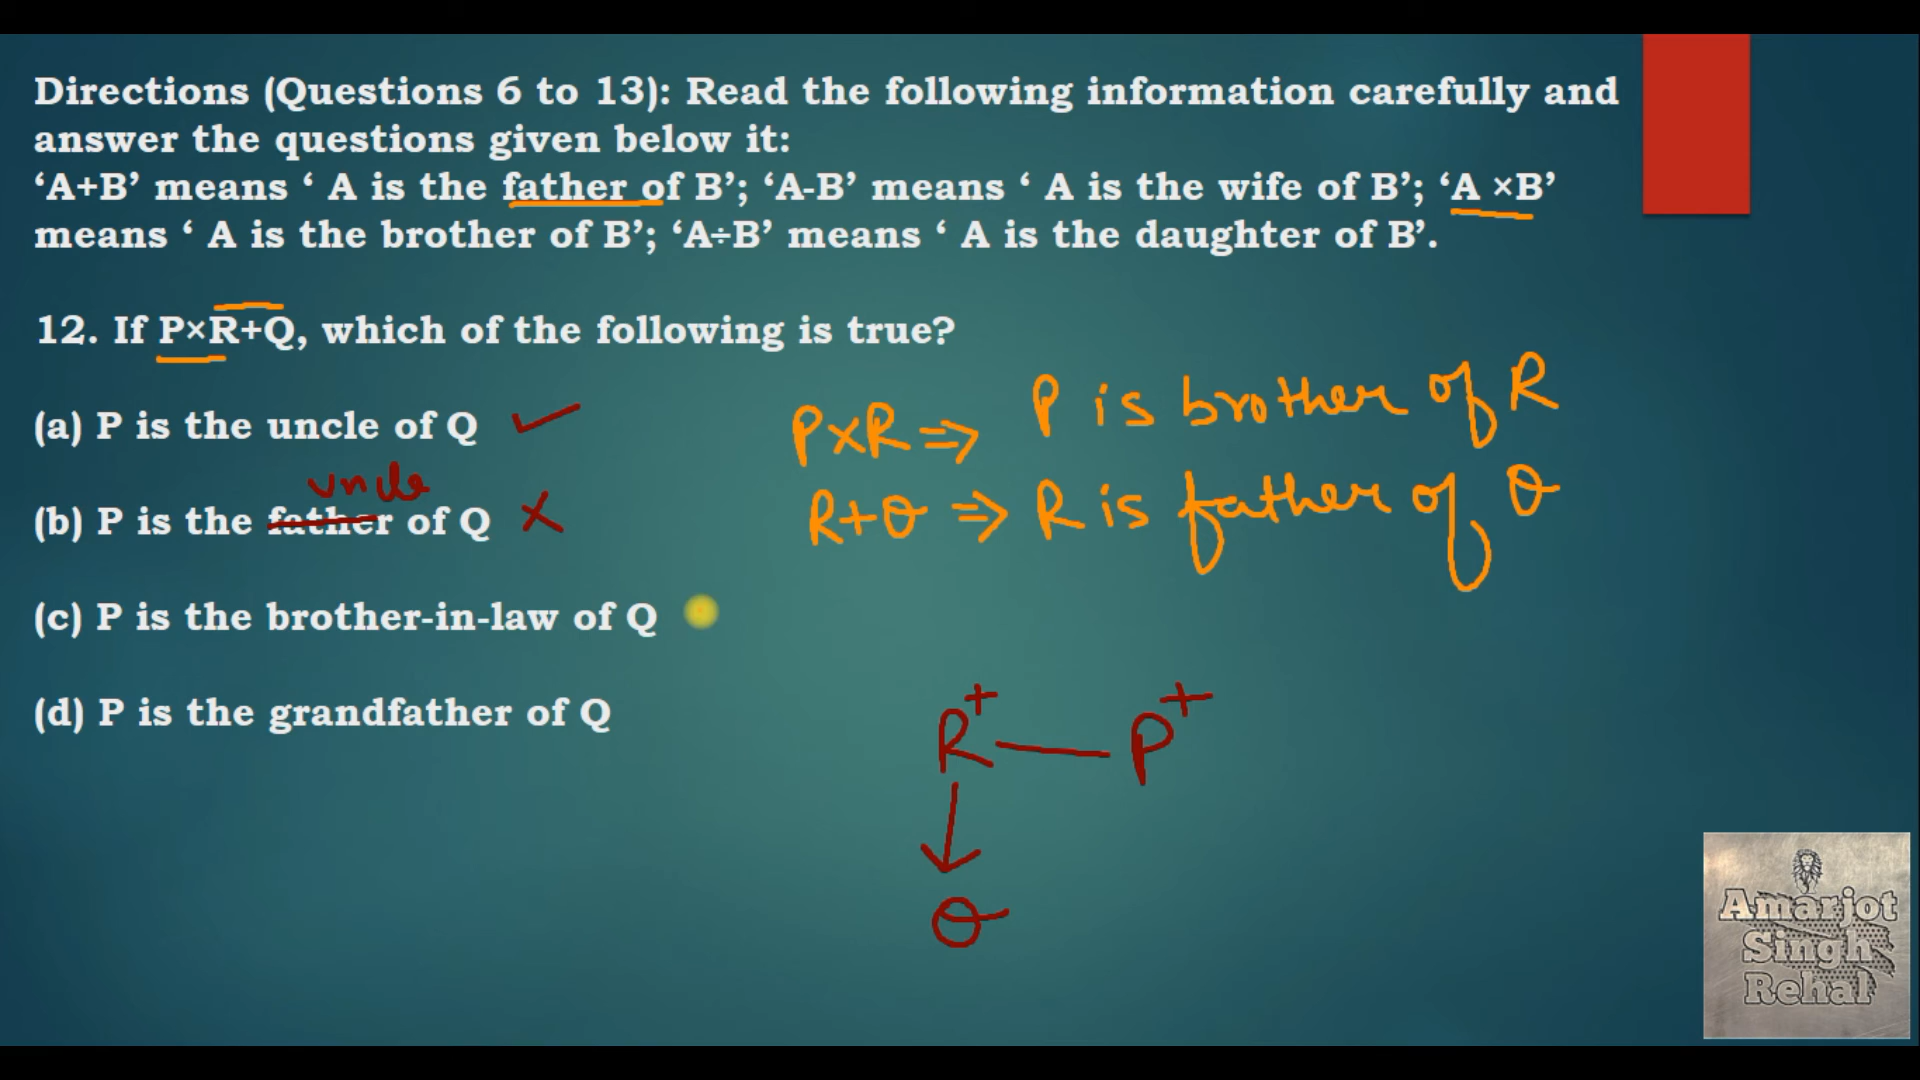 Directions (Questions 6 to 13): Read the following information carefully and
answer the questions given below it:
‘A+B’ means ‘ A is the father of B’; ‘A-B’ means ‘ A is the wife of B’; ‘A ×B’
means ‘ A is the brother of B’; ‘A÷B’ means ‘ A is the daughter of B’.
12. If P×R+Q, which of the following is true?
(a) P is the uncle of Q ✓
uncle
(b) P is the father of Q ×
(c) P is the brother-in-law of Q
(d) P is the grandfather of Q
P×R ⇒ P is brother of R
R+Q ⇒ R is father of Q
R+ — P+
Q
Amarjot
Singh
Rehal